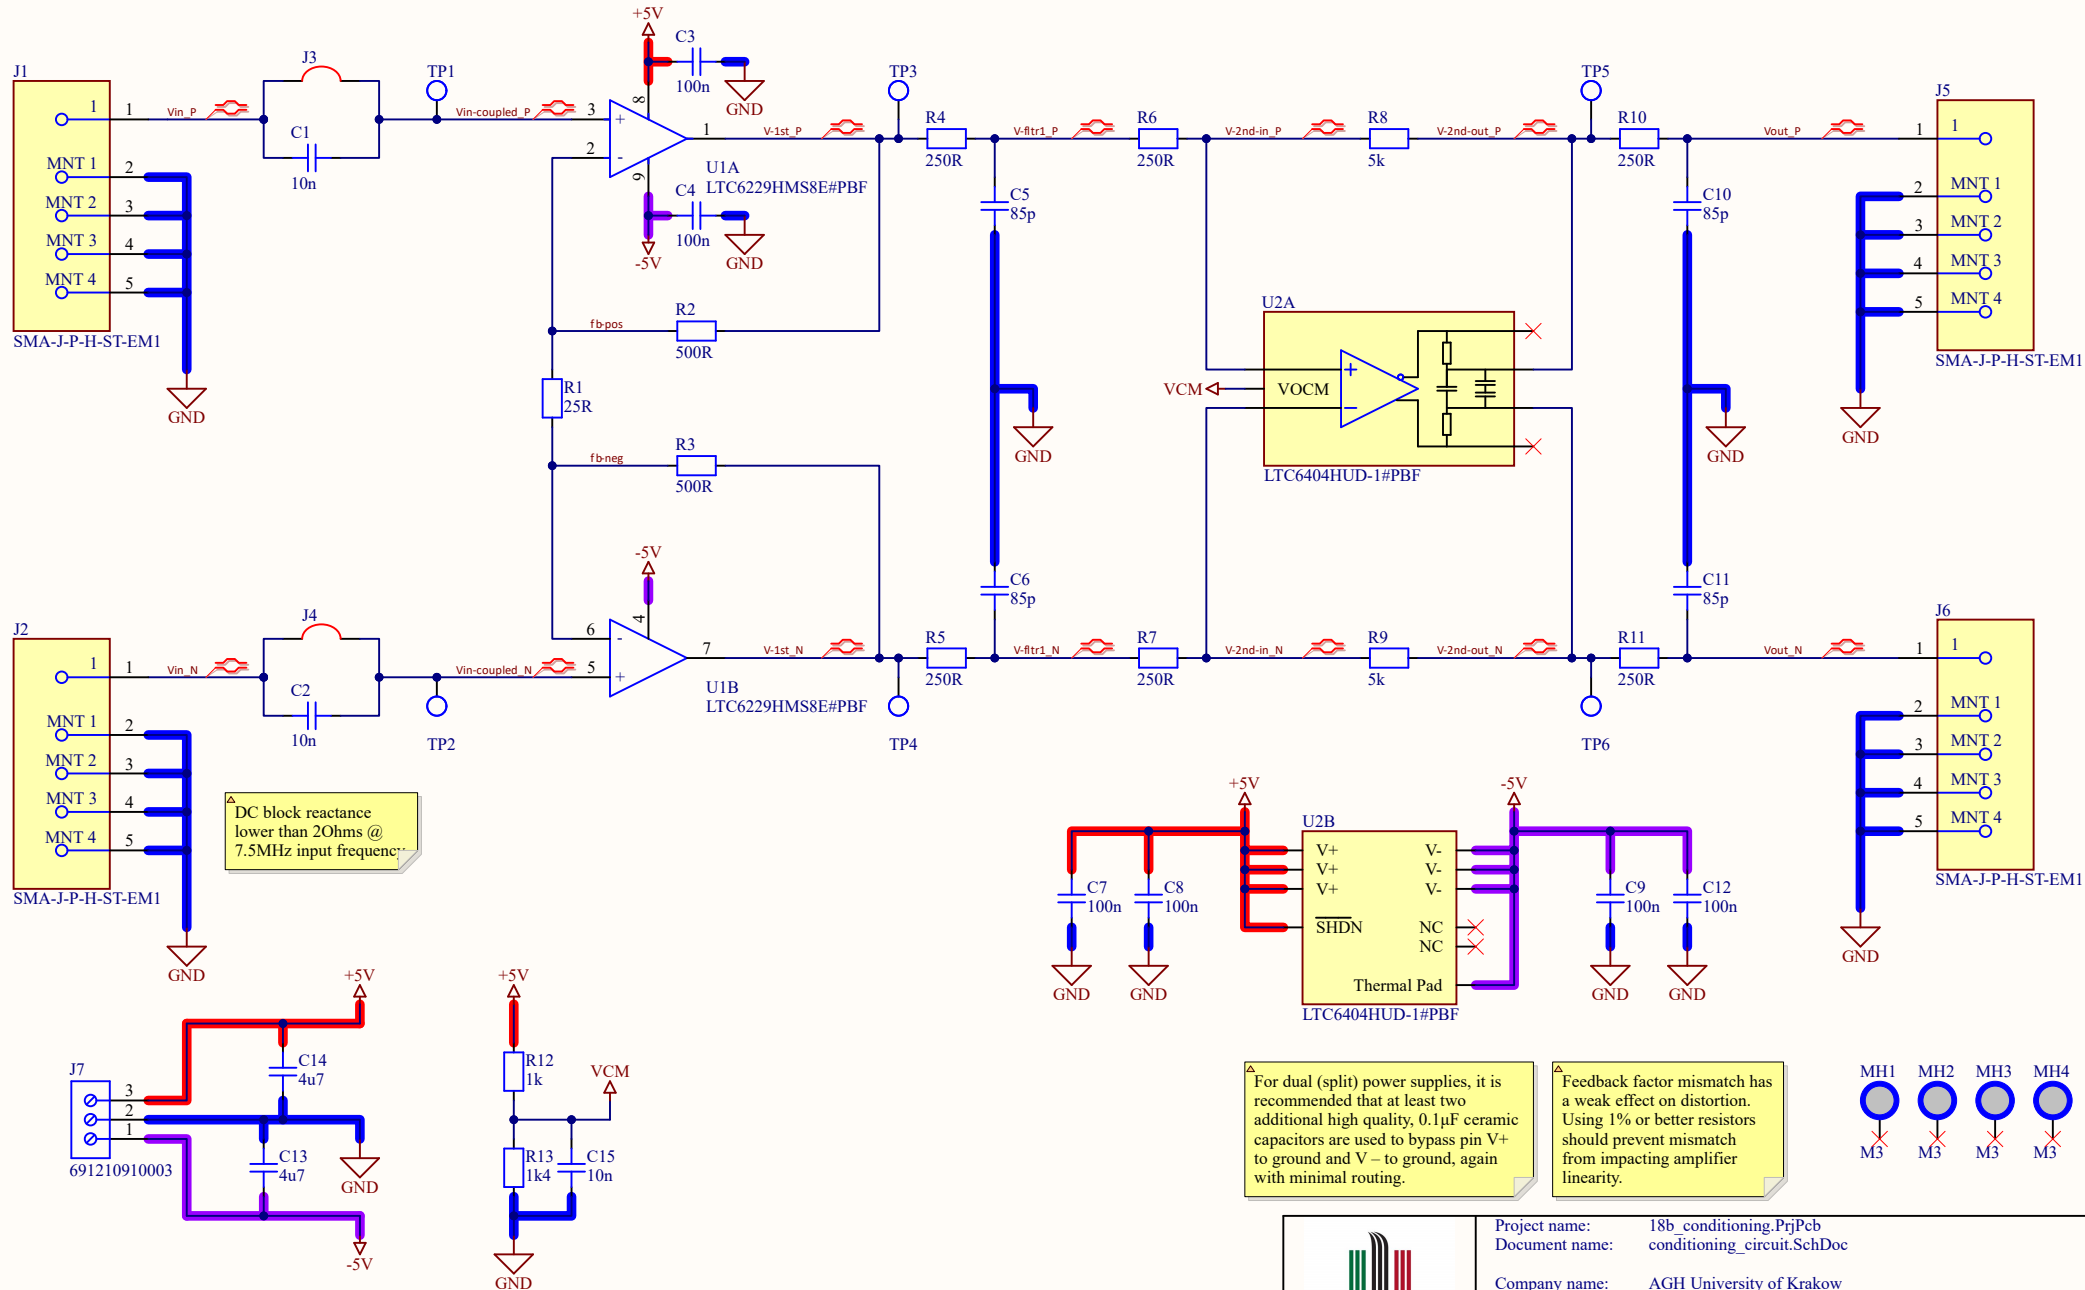 +5V
C3
100n
GND
J1
1
MNT 1
MNT 2
MNT 3
MNT 4
1
2
3
4
5
SMA-J-P-H-ST-EM1
GND
Vin_P
J3
C1
10n
TP1
Vin-coupled_P
3
2
+
-
8
9
1
U1A
LTC6229HMS8E#PBF
C4
100n
GND
-5V
V-1st_P
TP3
R4
250R
V-fltr1_P
R6
250R
V-2nd-in_P
R8
5k
V-2nd-out_P
TP5
R10
250R
Vout_P
J5
1
1
2
3
4
5
MNT 1
MNT 2
MNT 3
MNT 4
SMA-J-P-H-ST-EM1
GND
C5
85p
C10
85p
fb-pos
R2
500R
R1
25R
fb-neg
R3
500R
GND
U2A
VCM
VOCM
LTC6404HUD-1#PBF
GND
C6
85p
C11
85p
J2
1
MNT 1
MNT 2
MNT 3
MNT 4
1
2
3
4
5
SMA-J-P-H-ST-EM1
GND
Vin_N
J4
C2
10n
TP2
Vin-coupled_N
-5V
4
6
5
-
+
7
U1B
LTC6229HMS8E#PBF
V-1st_N
TP4
R5
250R
V-fltr1_N
R7
250R
V-2nd-in_N
R9
5k
V-2nd-out_N
TP6
R11
250R
Vout_N
J6
1
1
2
3
4
5
MNT 1
MNT 2
MNT 3
MNT 4
SMA-J-P-H-ST-EM1
GND
DC block reactance
lower than 2Ohms @
7.5MHz input frequency
+5V
-5V
U2B
V+
V+
V+
SHDN
V-
V-
V-
NC
NC
Thermal Pad
LTC6404HUD-1#PBF
C7
100n
GND
C8
100n
GND
C9
100n
GND
C12
100n
GND
+5V
C14
4u7
J7
3
2
1
691210910003
C13
4u7
GND
-5V
+5V
R12
1k
VCM
R13
1k4
C15
10n
GND
For dual (split) power supplies, it is
recommended that at least two
additional high quality, 0.1µF ceramic
capacitors are used to bypass pin V+
to ground and V – to ground, again
with minimal routing.
Feedback factor mismatch has
a weak effect on distortion.
Using 1% or better resistors
should prevent mismatch
from impacting amplifier
linearity.
MH1
MH2
MH3
MH4
M3
M3
M3
M3
Project name: 18b_conditioning.PrjPcb
Document name: conditioning_circuit.SchDoc
Company name: AGH University of Krakow